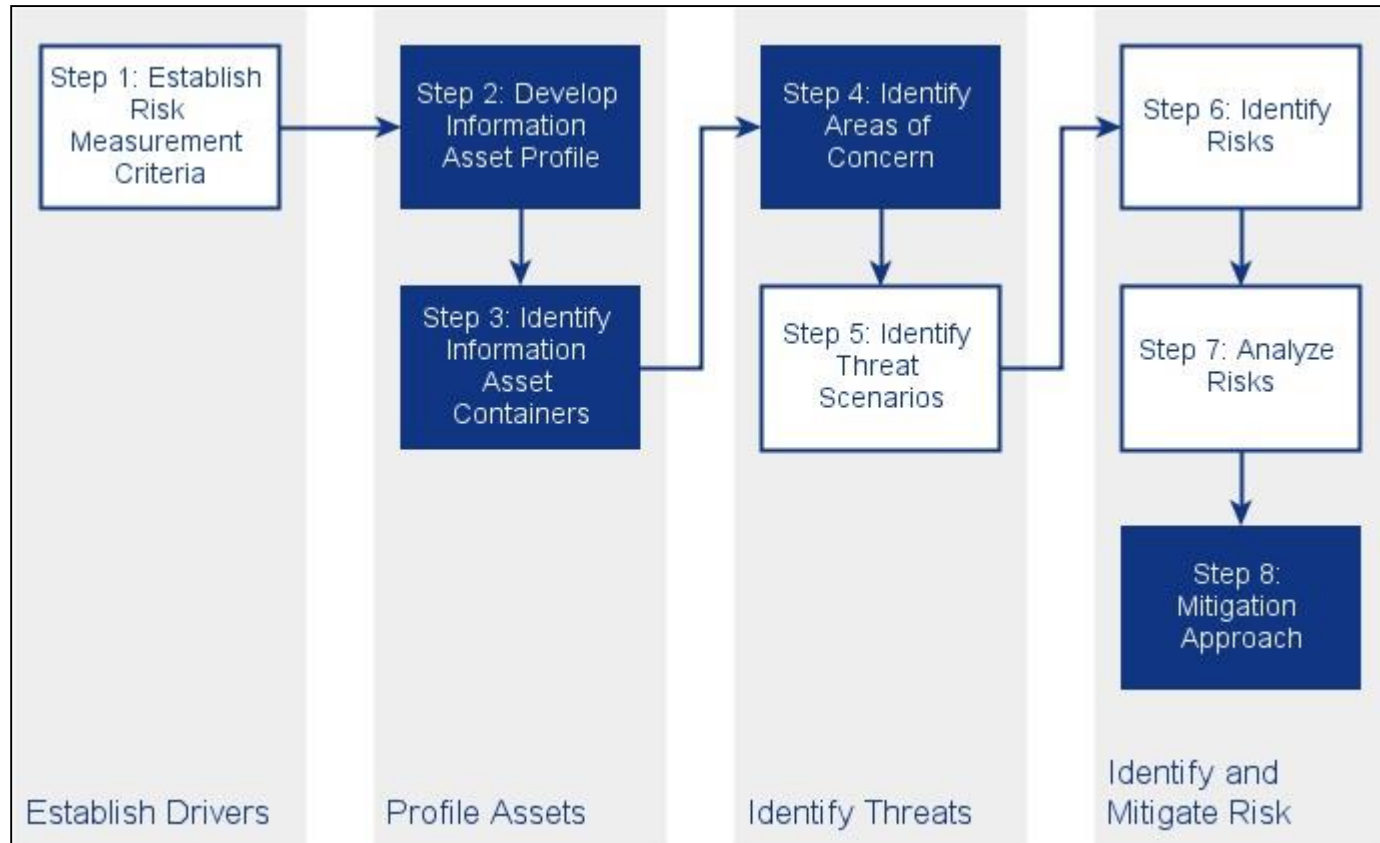 Step 1: Establish
Risk
Measurement
Criteria
Step 2: Develop
Information
Asset Profile
Step 3: Identify
Information
Asset
Containers
Step 4: Identify
Areas of
Concern
Step 5: Identify
Threat
Scenarios
Step 6: Identify
Risks
Step 7: Analyze
Risks
Step 8:
Mitigation
Approach
Establish Drivers
Profile Assets
Identify Threats
Identify and
Mitigate Risk